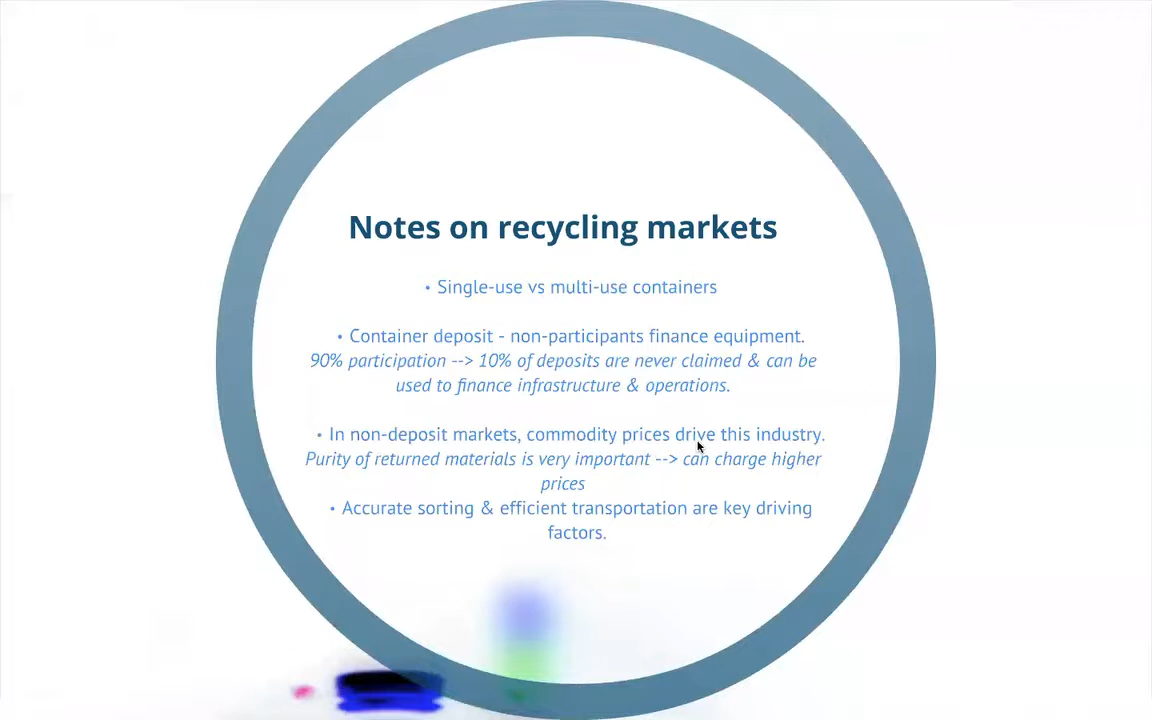 Notes on recycling markets
• Single-use vs multi-use containers
• Container deposit - non-participants finance equipment.
90% participation --> 10% of deposits are never claimed & can be
used to finance infrastructure & operations.
• In non-deposit markets, commodity prices drive this industry.
Purity of returned materials is very important --> can charge higher
prices
• Accurate sorting & efficient transportation are key driving
factors.